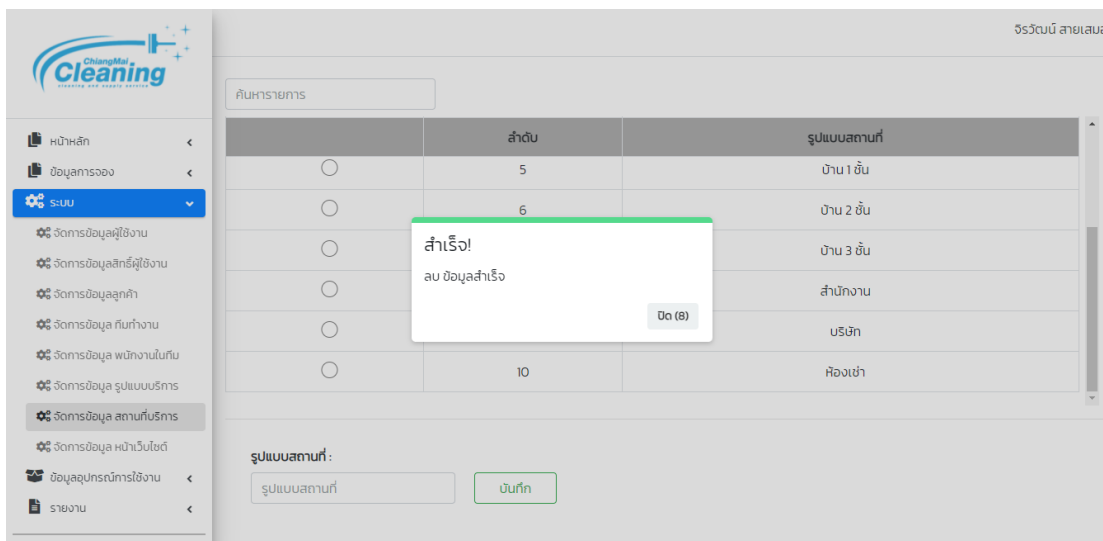 ChiangMai
Cleaning
cleaning and supply service
จิรวัฒน์ สายเสมอ
ค้นหารายการ
หน้าหลัก
ข้อมูลการจอง
ระบบ
จัดการข้อมูลผู้ใช้งาน
จัดการข้อมูลสิทธิ์ผู้ใช้งาน
จัดการข้อมูลลูกค้า
จัดการข้อมูล ทีมทำงาน
จัดการข้อมูล พนักงานในทีม
จัดการข้อมูล รูปแบบบริการ
จัดการข้อมูล สถานที่บริการ
จัดการข้อมูล หน้าเว็บไซต์
ข้อมูลอุปกรณ์การใช้งาน
รายงาน
ลำดับ รูปแบบสถานที่
5 บ้าน 1 ชั้น
6 บ้าน 2 ชั้น
บ้าน 3 ชั้น
สำนักงาน
บริษัท
10 ห้องเช่า
สำเร็จ!
ลบ ข้อมูลสำเร็จ
ปิด (8)
รูปแบบสถานที่ :
รูปแบบสถานที่
บันทึก